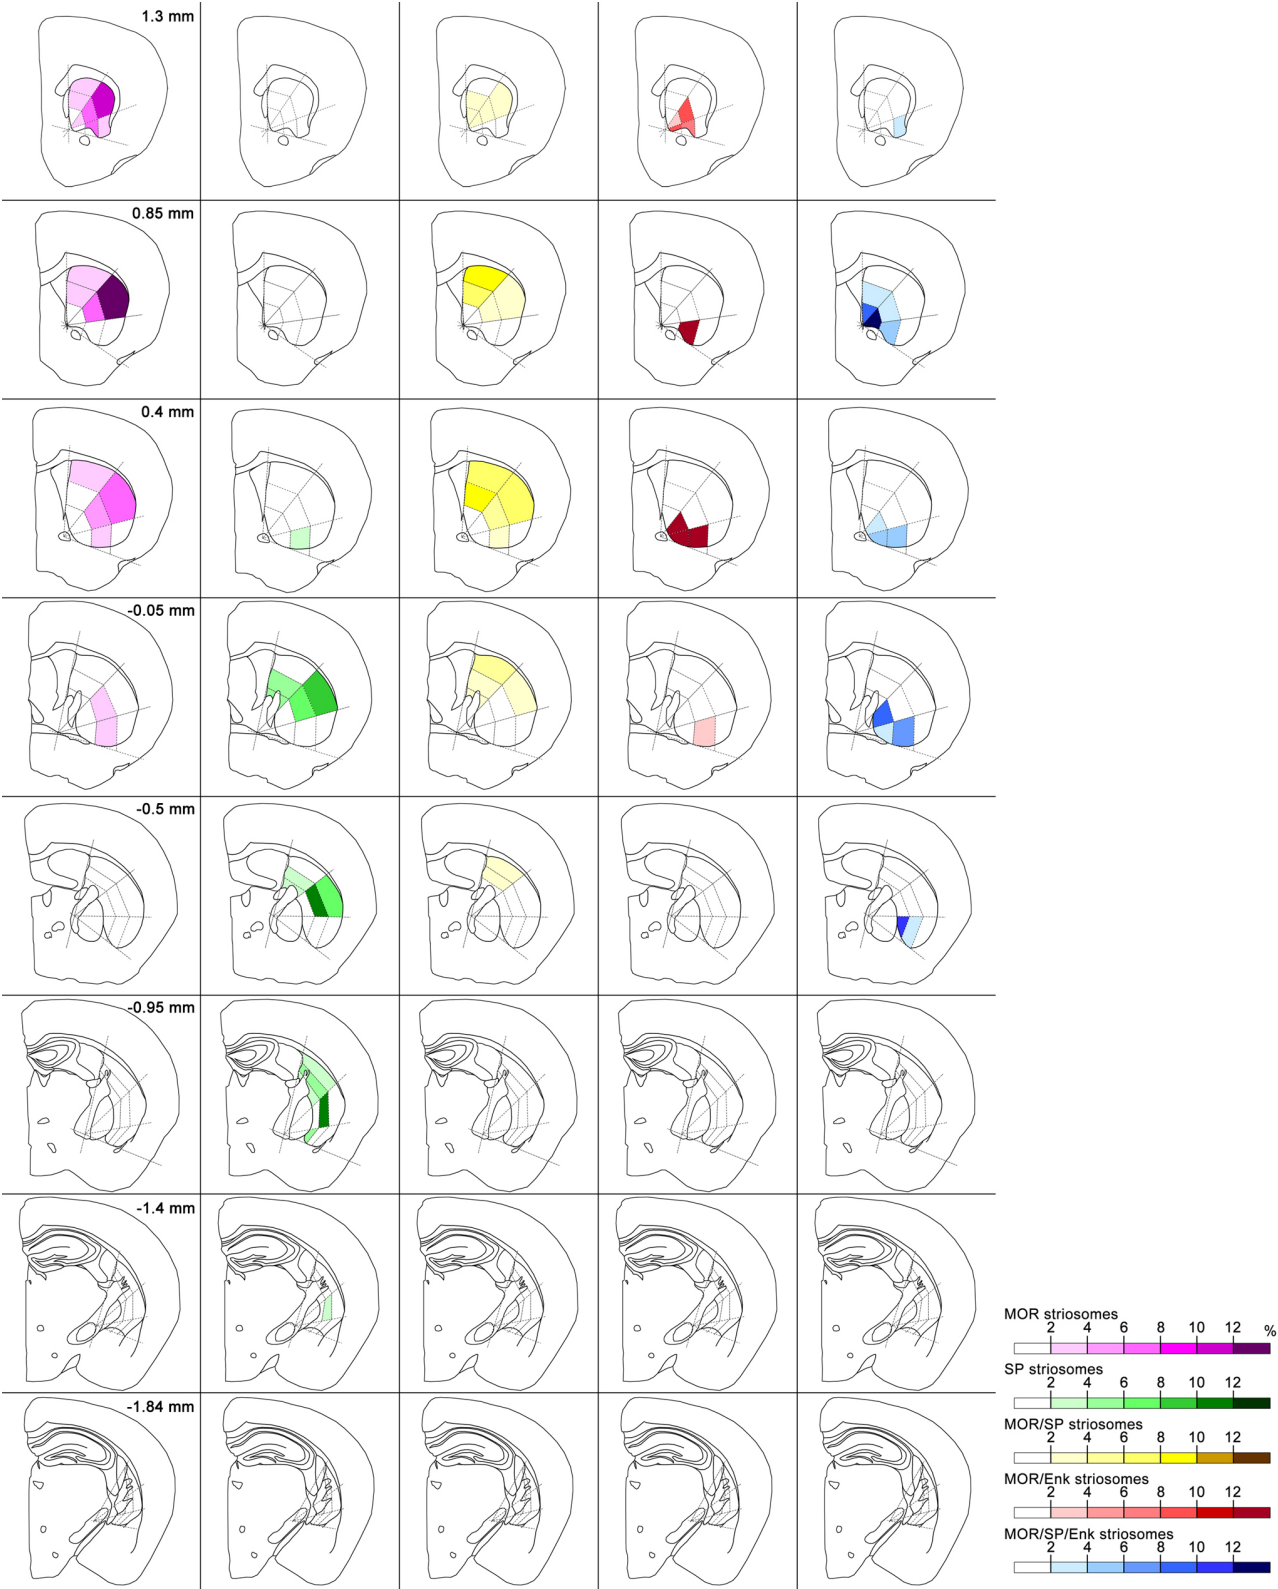 1.3 mm
0.85 mm
0.4 mm
-0.05 mm
-0.5 mm
-0.95 mm
-1.4 mm
-1.84 mm
MOR striosomes
2 4 6 8 10 12 %
SP striosomes
2 4 6 8 10 12
MOR/SP striosomes
2 4 6 8 10 12
MOR/Enk striosomes
2 4 6 8 10 12
MOR/SP/Enk striosomes
2 4 6 8 10 12